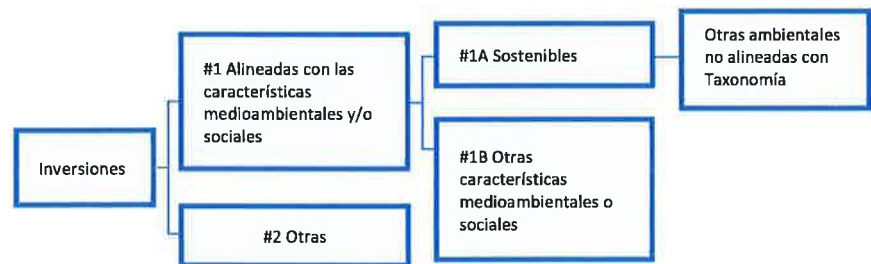 Inversiones
#1 Alineadas con las
características
medioambientales y/o
sociales
#2 Otras
#1A Sostenibles
#1B Otras
características
medioambientales o
sociales
Otras ambientales
no alineadas con
Taxonomía